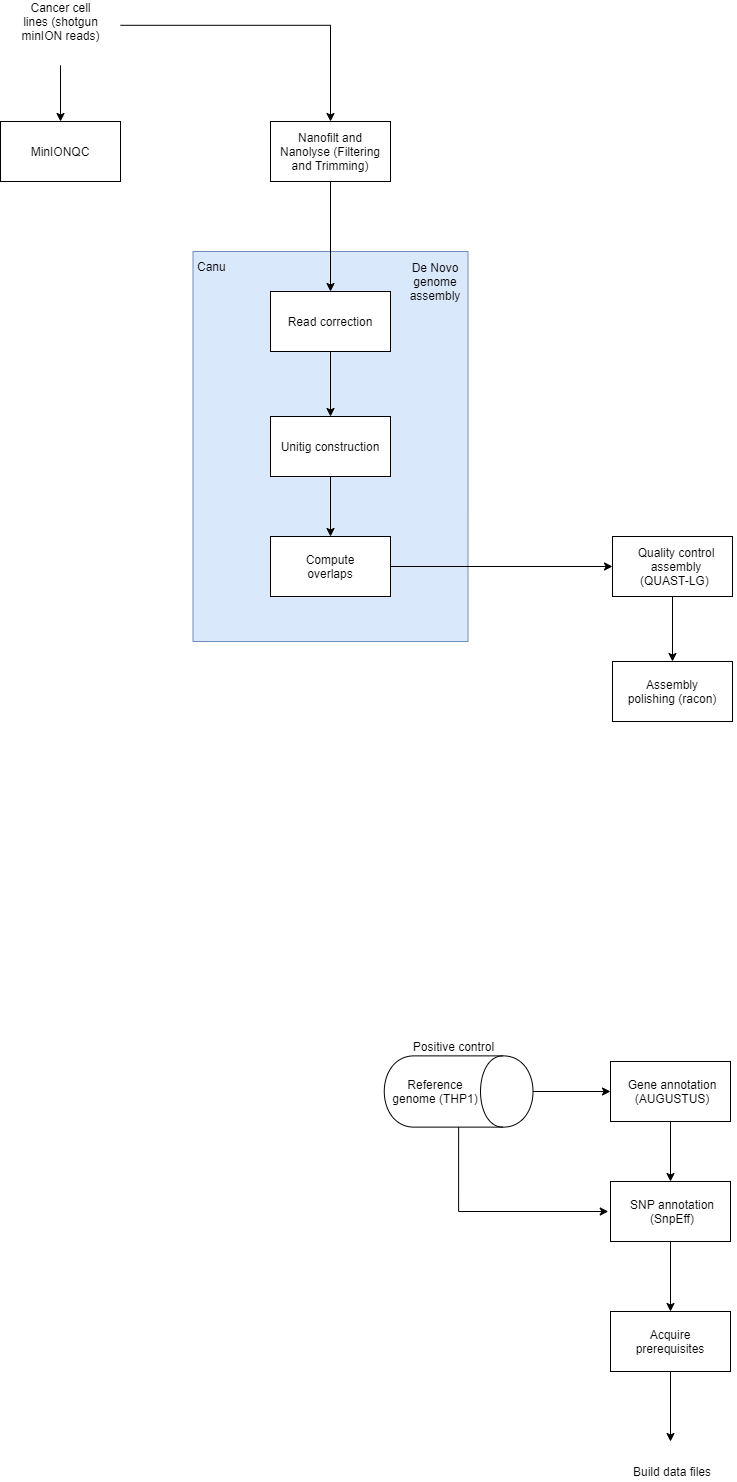 Cancer cell
lines (shotgun
minION reads)
MinIONQC
Nanofilt and
Nanolyse (Filtering
and Trimming)
Canu
De Novo
genome
assembly
Read correction
Unitig construction
Compute
overlaps
Quality control
assembly
(QUAST-LG)
Assembly
polishing (racon)
Positive control
Reference
genome (THP1)
Gene annotation
(AUGUSTUS)
SNP annotation
(SnpEff)
Acquire
prerequisites
Build data files